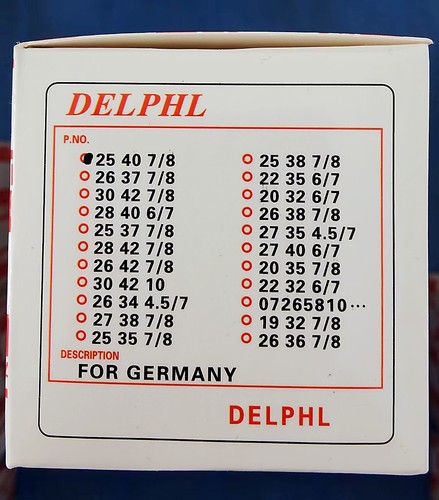 DELPHL
P.NO.
25 40 7/8
26 37 7/8
30 42 7/8
28 40 6/7
25 37 7/8
28 42 7/8
26 42 7/8
30 42 10
26 34 4.5/7
27 38 7/8
25 35 7/8
25 38 7/8
22 35 6/7
20 32 6/7
26 38 7/8
27 35 4.5/7
27 40 6/7
20 35 7/8
22 32 6/7
07265810···
19 32 7/8
26 36 7/8
DESCRIPTION
FOR GERMANY
DELPHL